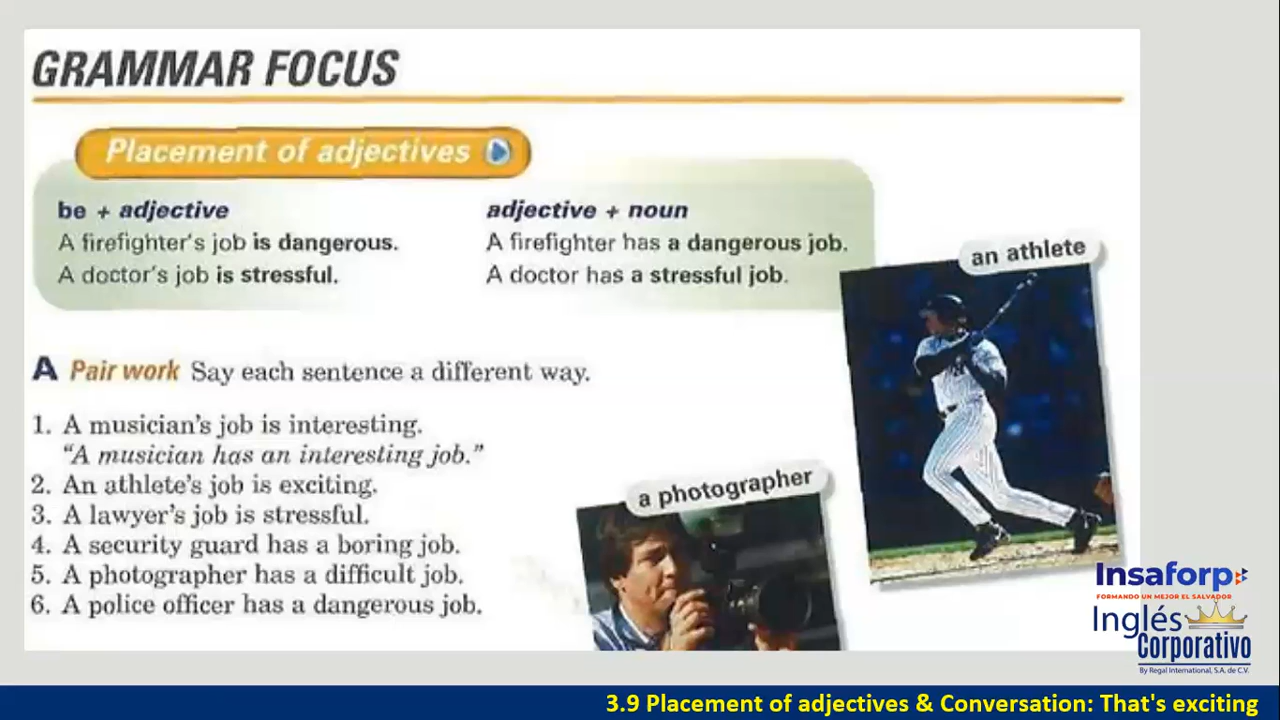 GRAMMAR FOCUS
Placement of adjectives
be + adjective
A firefighter's job is dangerous.
A doctor's job is stressful.
adjective + noun
A firefighter has a dangerous job.
A doctor has a stressful job.
an athlete
A Pair work Say each sentence a different way.
1. A musician's job is interesting.
"A musician has an interesting job."
2. An athlete's job is exciting.
3. A lawyer's job is stressful.
4. A security guard has a boring job.
5. A photographer has a difficult job.
6. A police officer has a dangerous job.
a photographer
Insaforp
FORMANDO UN MEJOR EL SALVADOR
Inglés
Corporativo
By Regal International, S.A. de C.V.
3.9 Placement of adjectives & Conversation: That's exciting